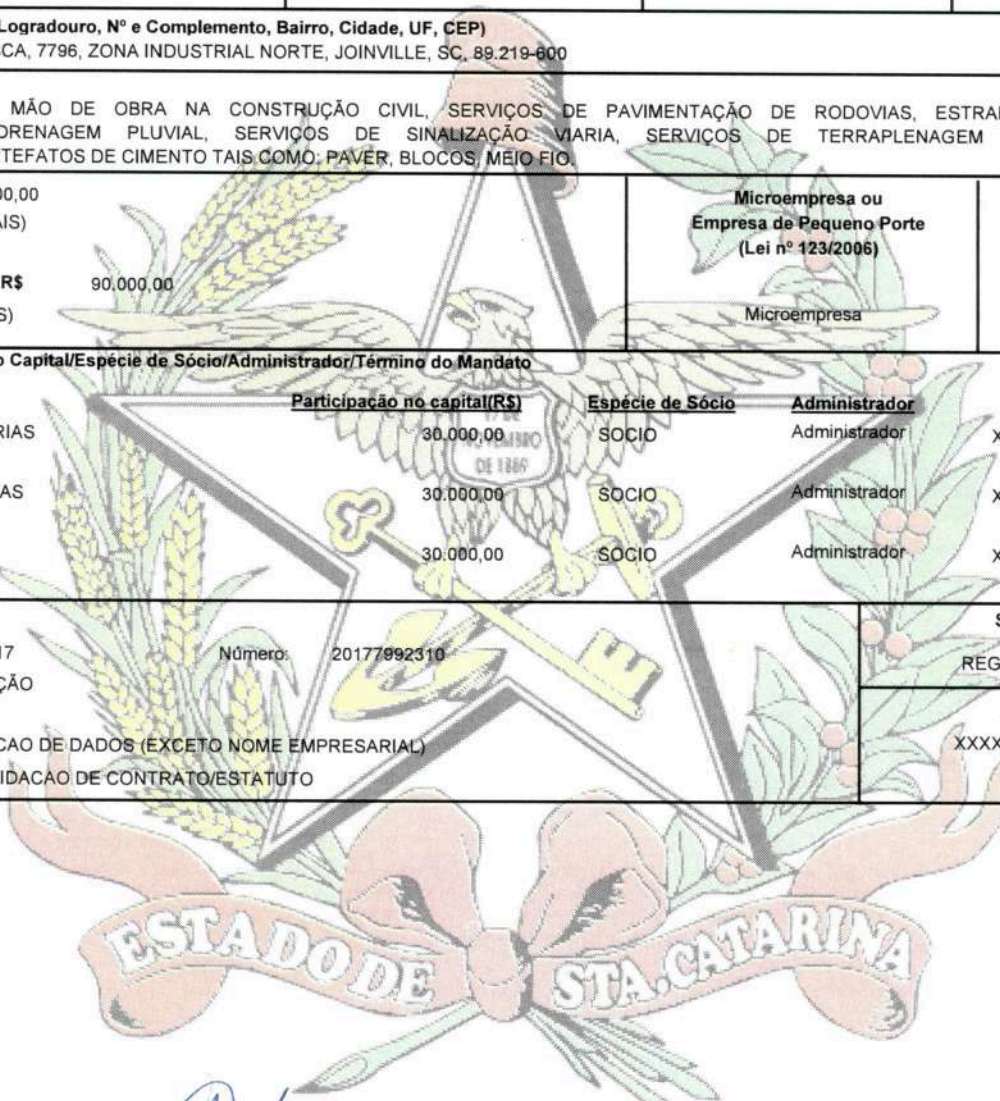 Logradouro, Nº e Complemento, Bairro, Cidade, UF, CEP)
CA, 7796, ZONA INDUSTRIAL NORTE, JOINVILLE, SC, 89.219-600
MÃO DE OBRA NA CONSTRUÇÃO CIVIL, SERVIÇOS DE PAVIMENTAÇÃO DE RODOVIAS, ESTRA
DRENAGEM PLUVIAL, SERVIÇOS DE SINALIZAÇÃO VIARIA, SERVIÇOS DE TERRAPLENAGEM
TEFATOS DE CIMENTO TAIS COMO: PAVER, BLOCOS, MEIO FIO.
00,00
AIS)
R$ 90.000,00
S)
Microempresa ou
Empresa de Pequeno Porte
(Lei nº 123/2006)
Microempresa
o Capital/Espécie de Sócio/Administrador/Término do Mandato
Participação no capital(R$) Espécie de Sócio Administrador
RIAS 30.000,00 SOCIO Administrador X
AS 30.000,00 SOCIO Administrador X
30.000,00 SOCIO Administrador X
NOVEMBRO
DE 1889
17 Número: 20177992310
ÇÃO
CAO DE DADOS (EXCETO NOME EMPRESARIAL)
IDACAO DE CONTRATO/ESTATUTO
S
REG
XXXX
ESTADO DE STA. CATARINA